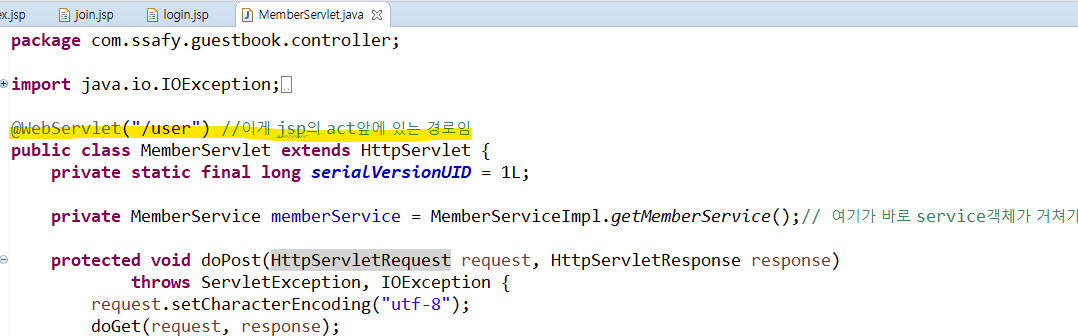 ex.jsp join.jsp login.jsp MemberServlet.java
package com.ssafy.guestbook.controller;
import java.io.IOException;
@WebServlet("/user") //이게 jsp의 act앞에 있는 경로임
public class MemberServlet extends HttpServlet {
private static final long serialVersionUID = 1L;
private MemberService memberService = MemberServiceImpl.getMemberService();// 여기가 바로 service객체가 거쳐가
protected void doPost(HttpServletRequest request, HttpServletResponse response)
throws ServletException, IOException {
request.setCharacterEncoding("utf-8");
doGet(request, response);